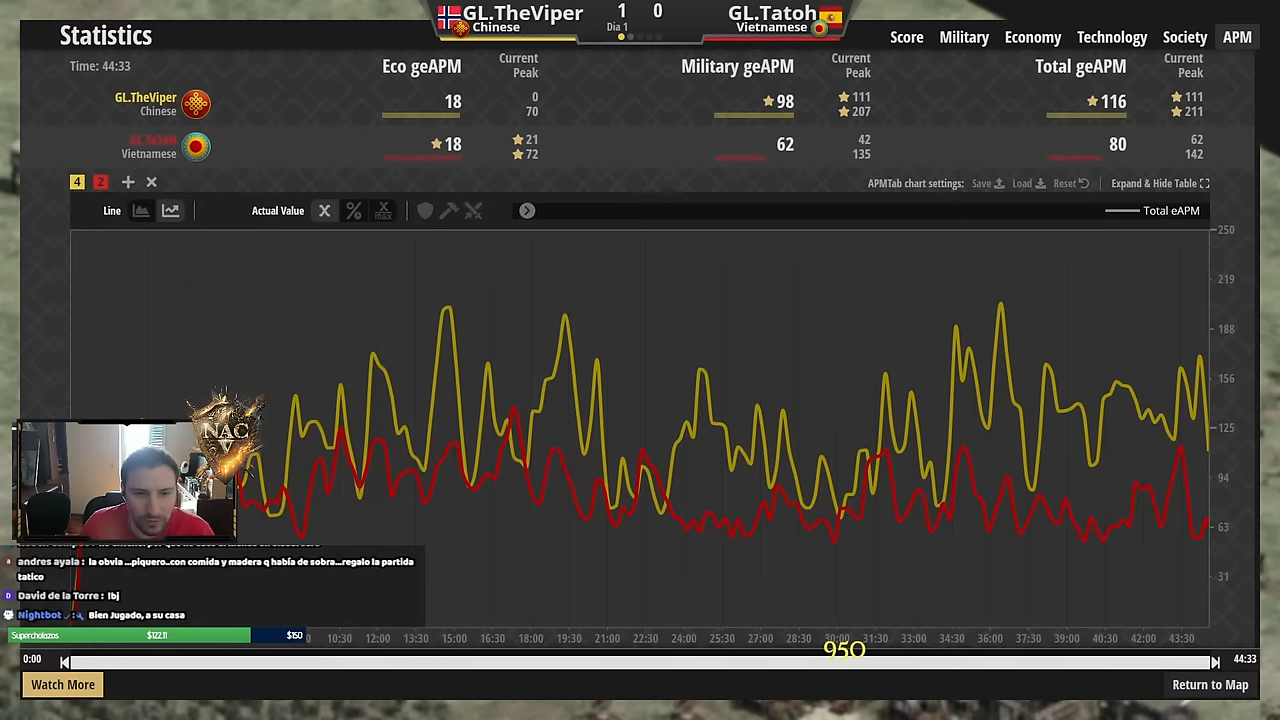 GL.TheViper 1 0 GL.Tatoh
Chinese Dia 1 Vietnamese
Statistics
Score Military Economy Technology Society APM
Time: 44:33
Eco geAPM Current Peak Military geAPM Current Peak Total geAPM Current Peak
GL.TheViper
Chinese
18 0 70 98 111 207 116 111 211
GL.TaToH
Vietnamese
18 21 72 62 42 135 80 62 142
4 2
APMTab chart settings: Save Load Reset Expand & Hide Table
Line Actual Value X % X max
Total eAPM
250
219
188
156
125
94
63
31
NAC
V
andres ayala : la obvia ...piquero..con comida y madera q había de sobra...regalo la partida
tatico
D David de la Torre : !bj
Nightbot : Bien Jugado, a su casa
Supercholazos $122.11 $150
10:30 12:00 13:30 15:00 16:30 18:00 19:30 21:00 22:30 24:00 25:30 27:00 28:30 30:00 31:30 33:00 34:30 36:00 37:30 39:00 40:30 42:00 43:30
950
0:00 44:33
Watch More Return to Map